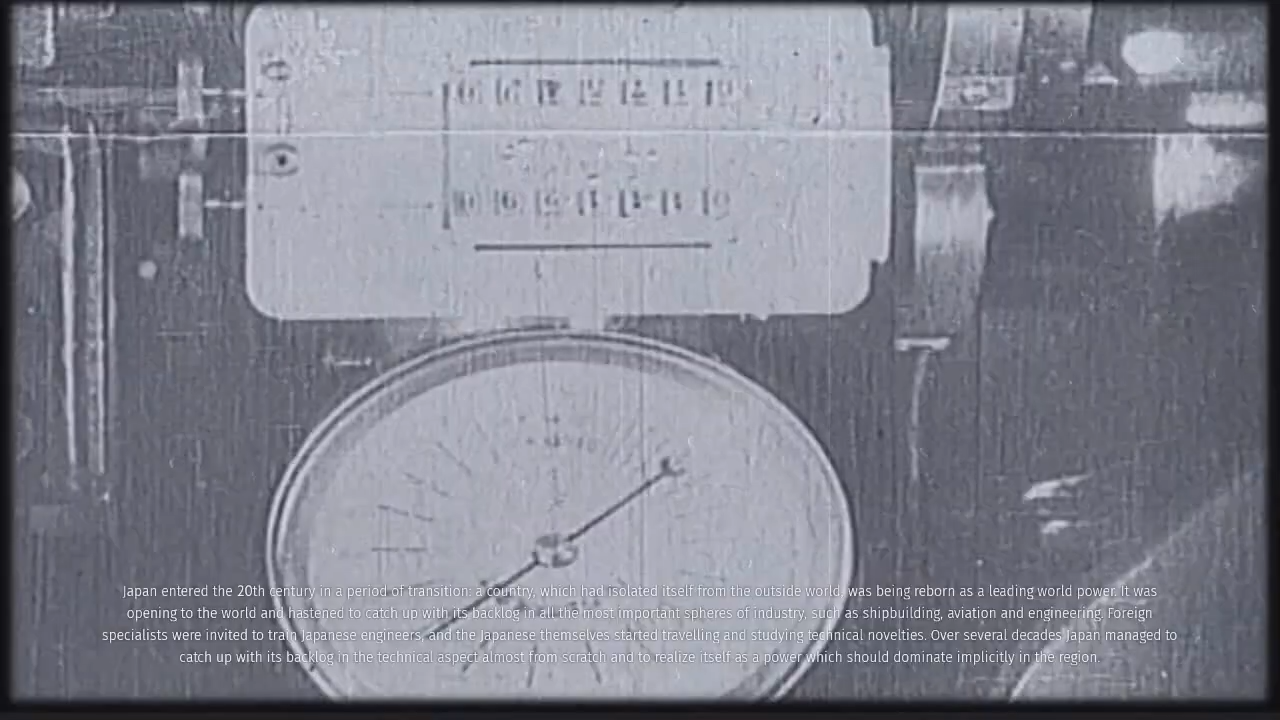 Japan entered the 20th century in a period of transition: a country, which had isolated itself from the outside world, was being reborn as a leading world power. It was
opening to the world and hastened to catch up with its backlog in all the most important spheres of industry, such as shipbuilding, aviation and engineering. Foreign
specialists were invited to train Japanese engineers, and the Japanese themselves started travelling and studying technical novelties. Over several decades Japan managed to
catch up with its backlog in the technical aspect almost from scratch and to realize itself as a power which should dominate implicitly in the region.